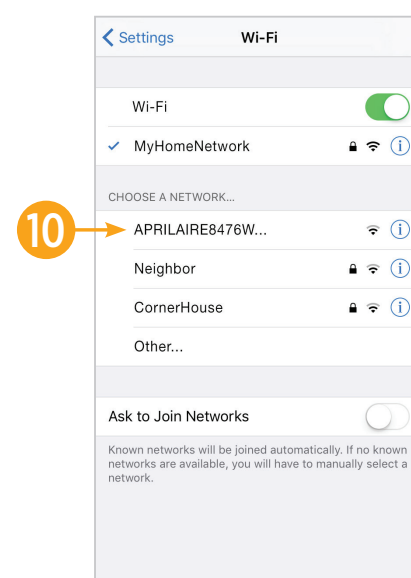 Settings Wi-Fi
Wi-Fi
MyHomeNetwork
CHOOSE A NETWORK...
10 APRILAIRE8476W...
Neighbor
CornerHouse
Other...
Ask to Join Networks
Known networks will be joined automatically. If no known
networks are available, you will have to manually select a
network.